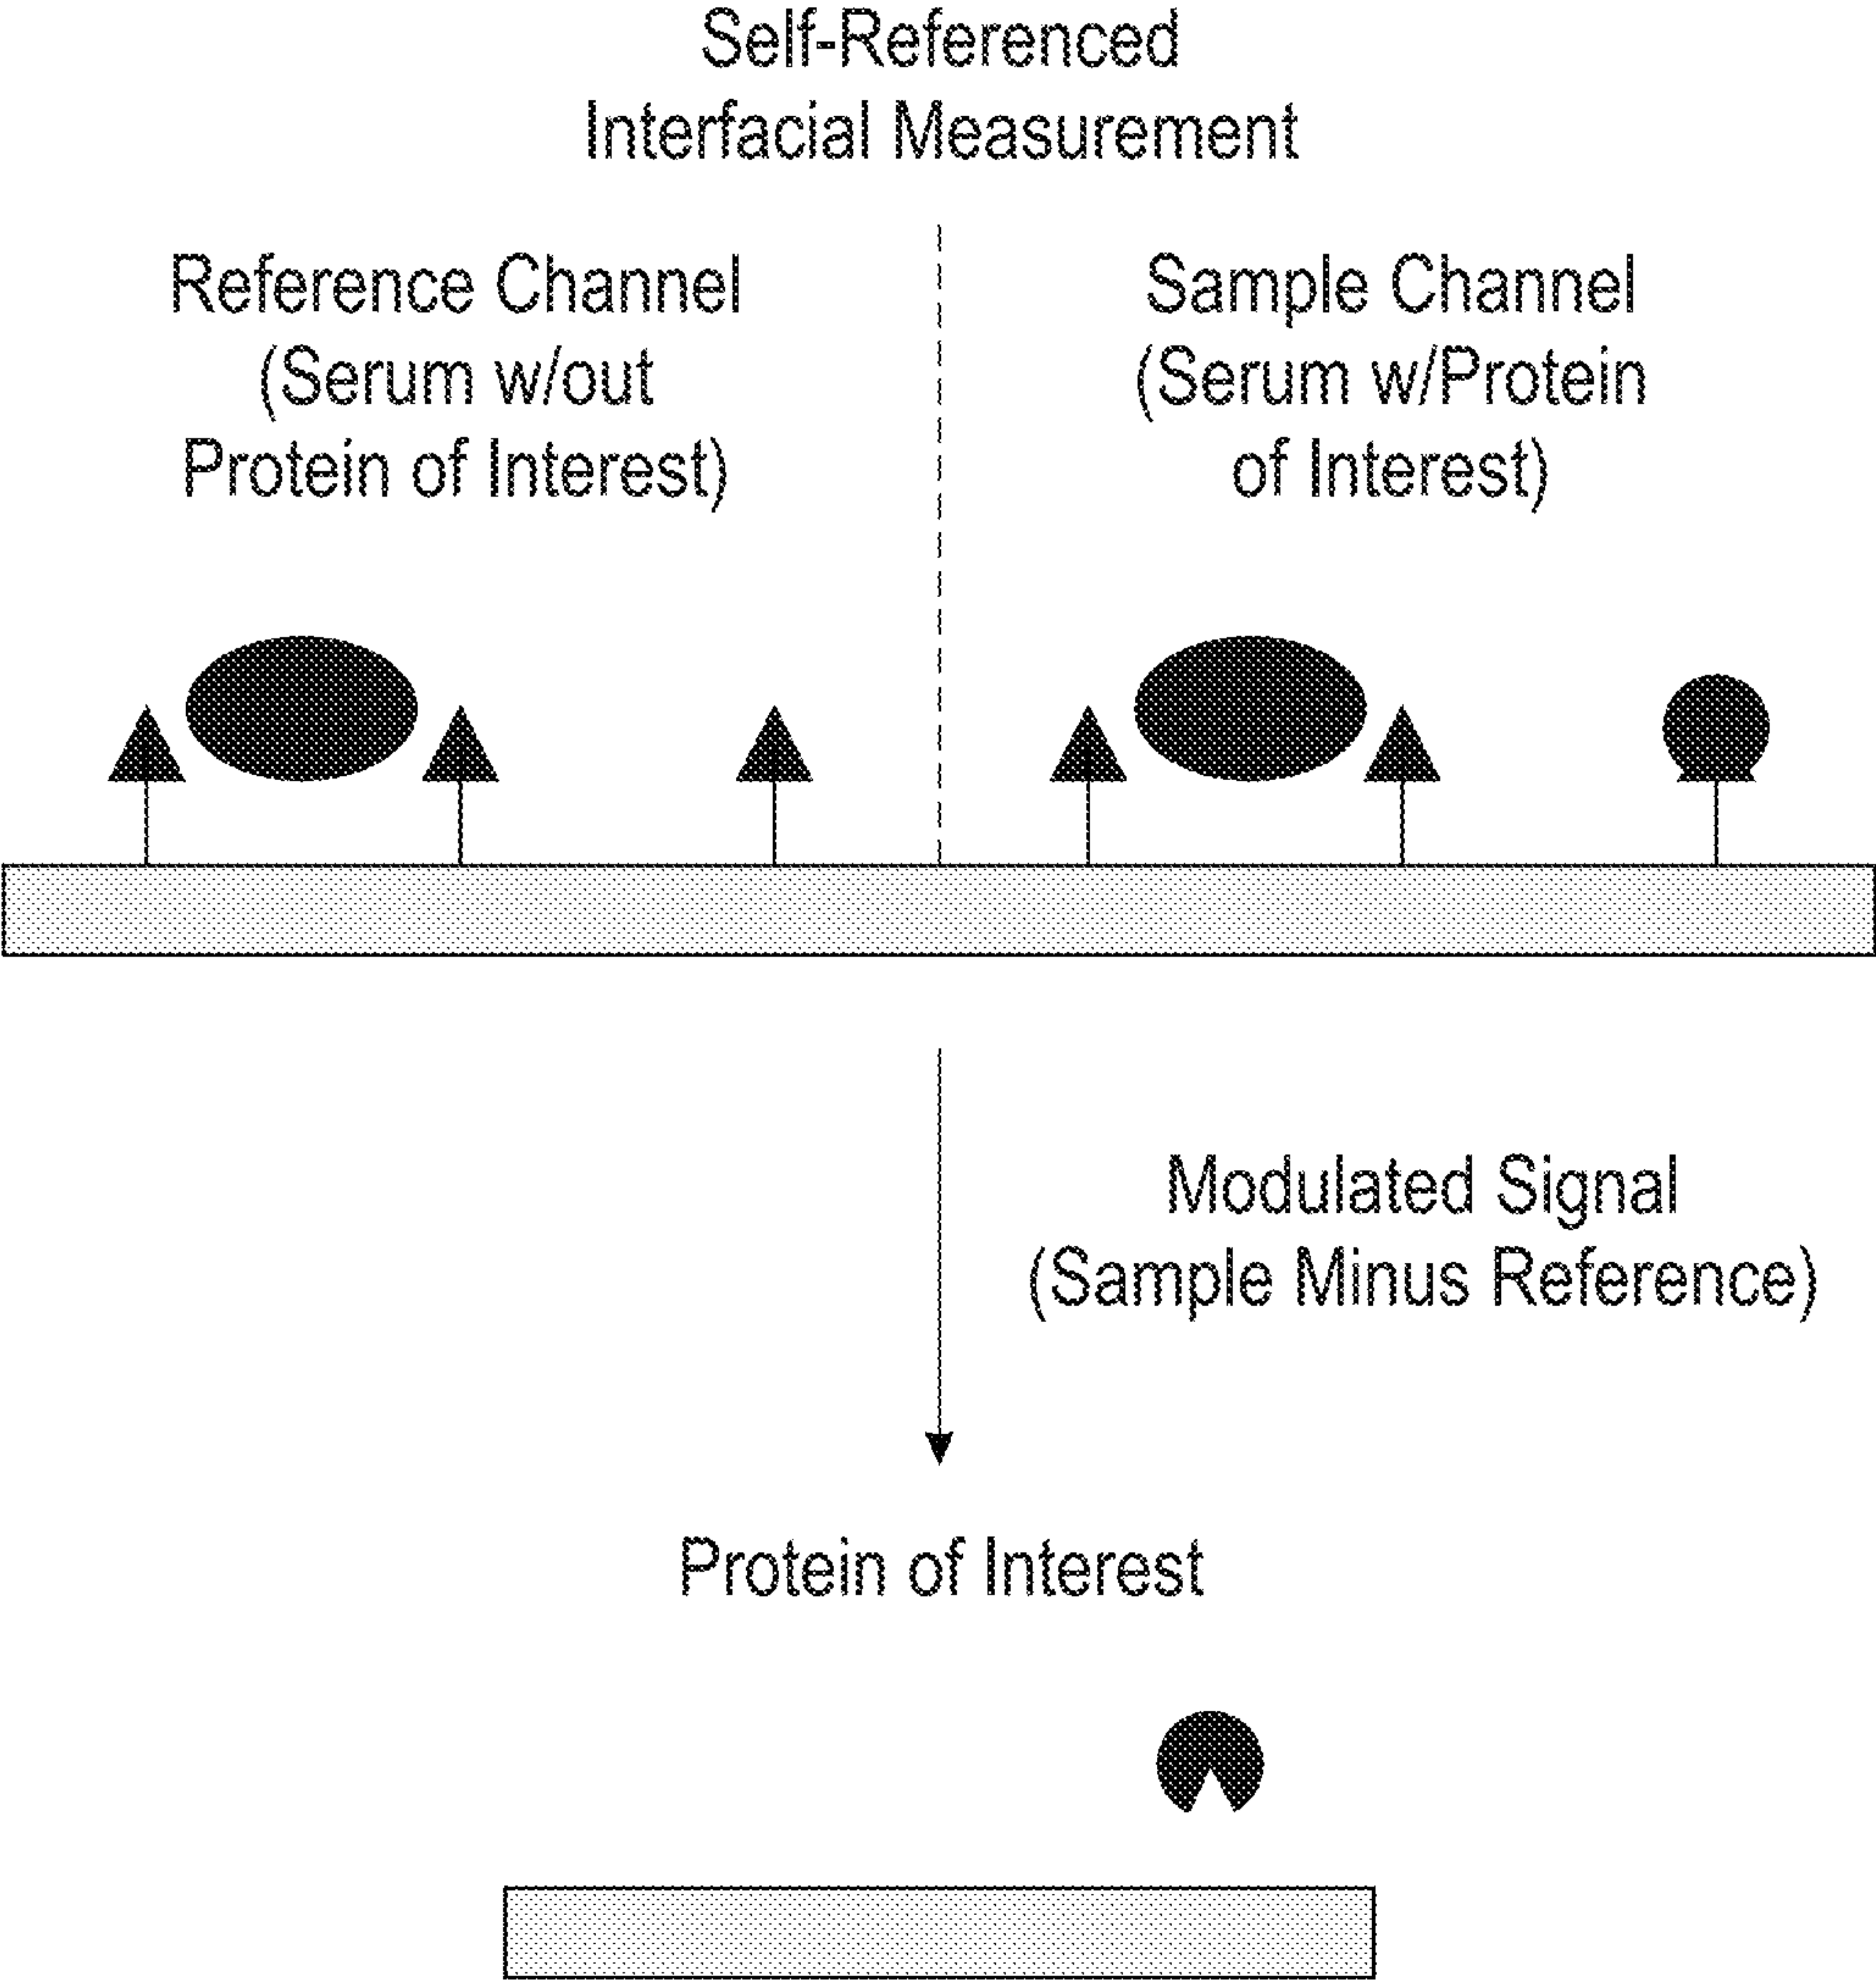 Self-Referenced
Interfacial Measurement
Reference Channel
(Serum w/out
Protein of Interest)
Sample Channel
(Serum w/Protein
of Interest)
Modulated Signal
(Sample Minus Reference)
Protein of Interest